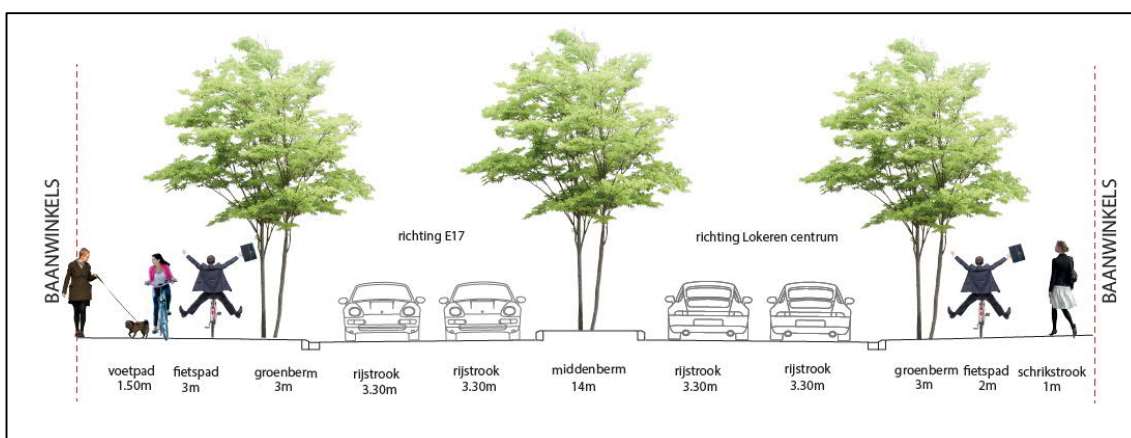 BAANWINKELS
richting E17
richting Lokeren centrum
BAANWINKELS
voetpad
1.50m
fietspad
3m
groenberm
3m
rijstrook
3.30m
rijstrook
3.30m
middenberm
14m
rijstrook
3.30m
rijstrook
3.30m
groenberm
3m
fietspad
2m
schrikstrook
1m